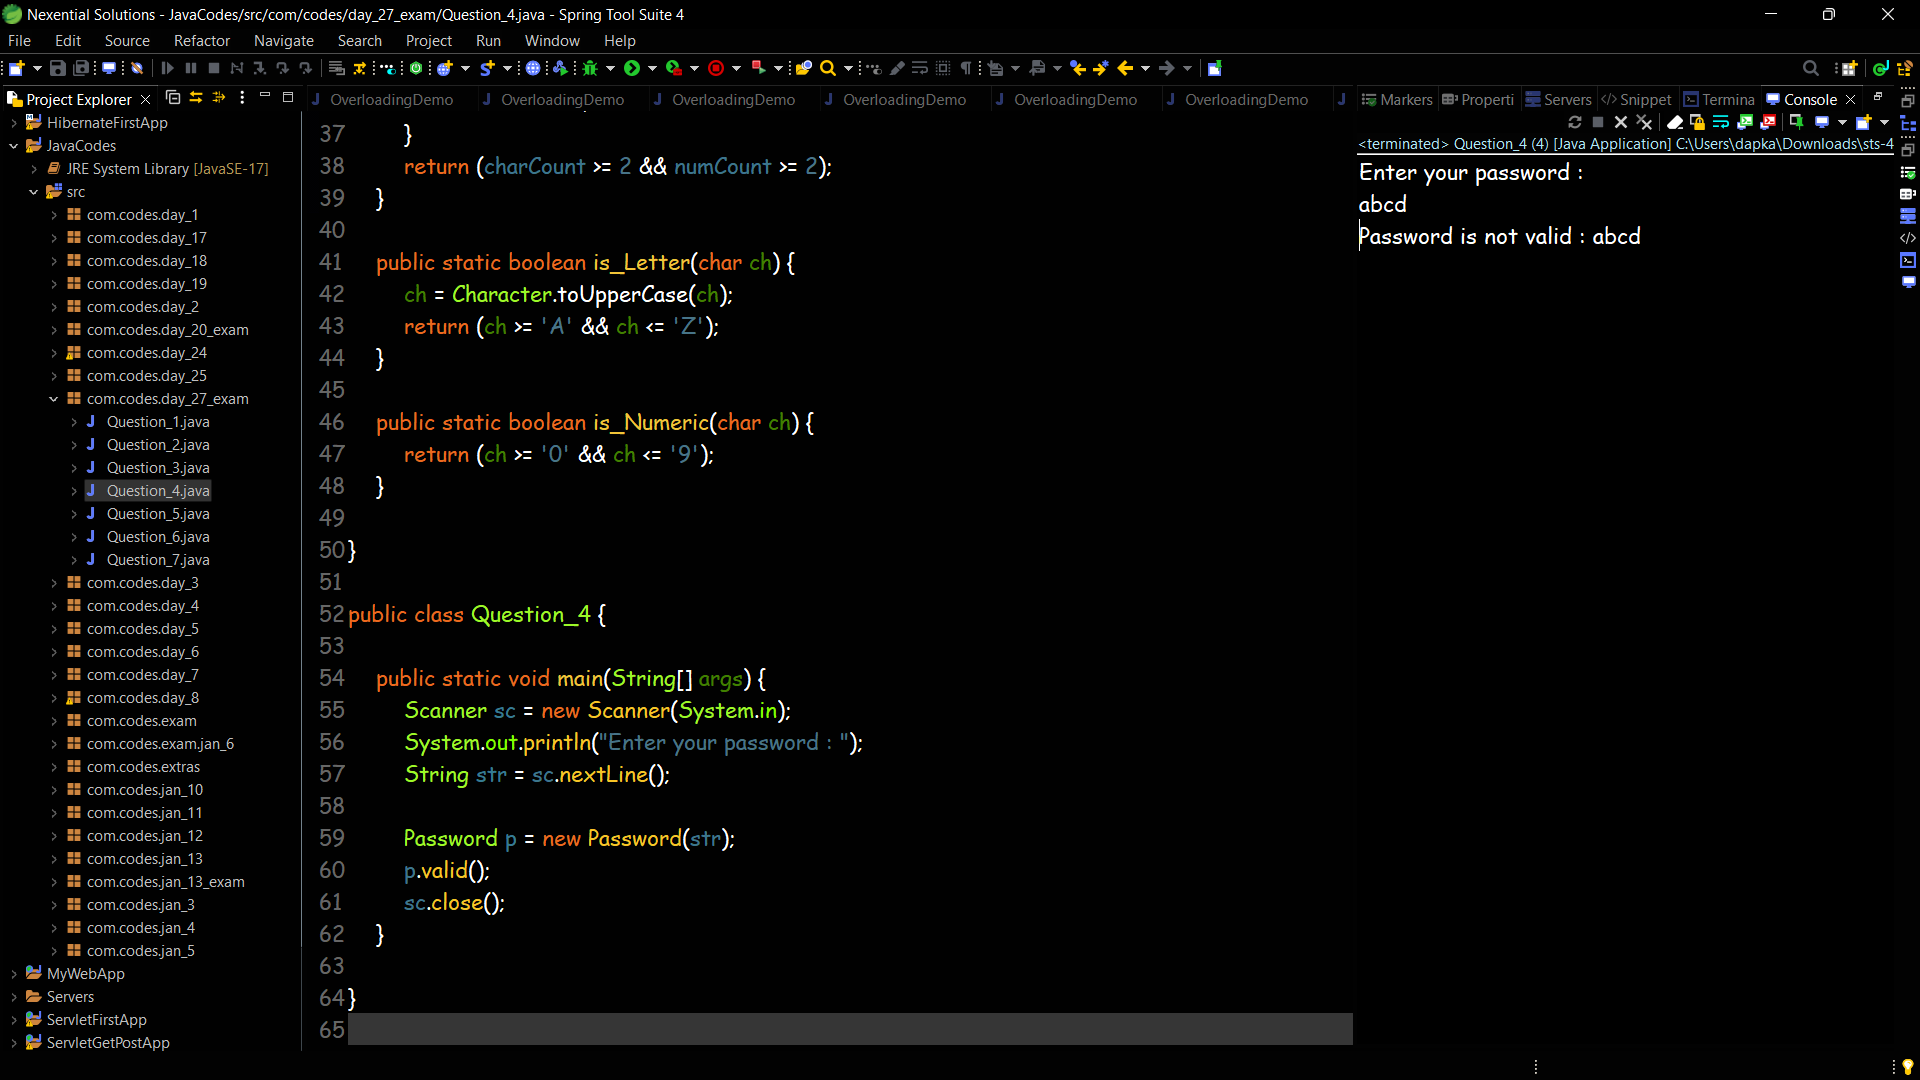 Nexential Solutions - JavaCodes/src/com/codes/day_27_exam/Question_4.java - Spring Tool Suite 4
File Edit Source Refactor Navigate Search Project Run Window Help
Project Explorer
HibernateFirstApp
JavaCodes
JRE System Library [JavaSE-17]
src
com.codes.day_1
com.codes.day_17
com.codes.day_18
com.codes.day_19
com.codes.day_2
com.codes.day_20_exam
com.codes.day_24
com.codes.day_25
com.codes.day_27_exam
Question_1.java
Question_2.java
Question_3.java
Question_4.java
Question_5.java
Question_6.java
Question_7.java
com.codes.day_3
com.codes.day_4
com.codes.day_5
com.codes.day_6
com.codes.day_7
com.codes.day_8
com.codes.exam
com.codes.exam.jan_6
com.codes.extras
com.codes.jan_10
com.codes.jan_11
com.codes.jan_12
com.codes.jan_13
com.codes.jan_13_exam
com.codes.jan_3
com.codes.jan_4
com.codes.jan_5
MyWebApp
Servers
ServletFirstApp
ServletGetPostApp
OverloadingDemo OverloadingDemo OverloadingDemo OverloadingDemo OverloadingDemo OverloadingDemo
37 }
38 return (charCount >= 2 && numCount >= 2);
39 }
40
41 public static boolean is_Letter(char ch) {
42 ch = Character.toUpperCase(ch);
43 return (ch >= 'A' && ch <= 'Z');
44 }
45
46 public static boolean is_Numeric(char ch) {
47 return (ch >= '0' && ch <= '9');
48 }
49
50 }
51
52 public class Question_4 {
53
54 public static void main(String[] args) {
55 Scanner sc = new Scanner(System.in);
56 System.out.println("Enter your password : ");
57 String str = sc.nextLine();
58
59 Password p = new Password(str);
60 p.valid();
61 sc.close();
62 }
63
64 }
65
Markers Properti Servers Snippet Termina Console
<terminated> Question_4 (4) [Java Application] C:\Users\dapka\Downloads\sts-4
Enter your password :
abcd
Password is not valid : abcd